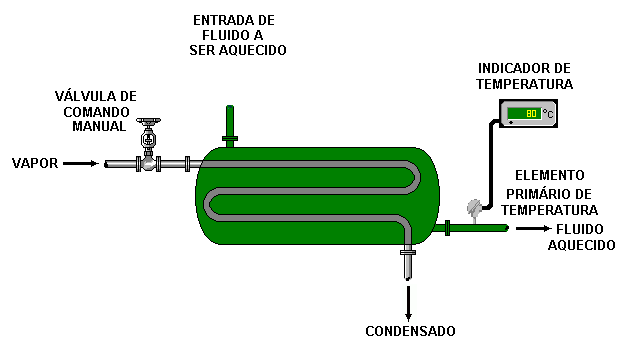 ENTRADA DE
FLUIDO A
SER AQUECIDO
INDICADOR DE
TEMPERATURA
80 °C
VÁLVULA DE
COMANDO
MANUAL
VAPOR
ELEMENTO
PRIMÁRIO DE
TEMPERATURA
FLUIDO
AQUECIDO
CONDENSADO